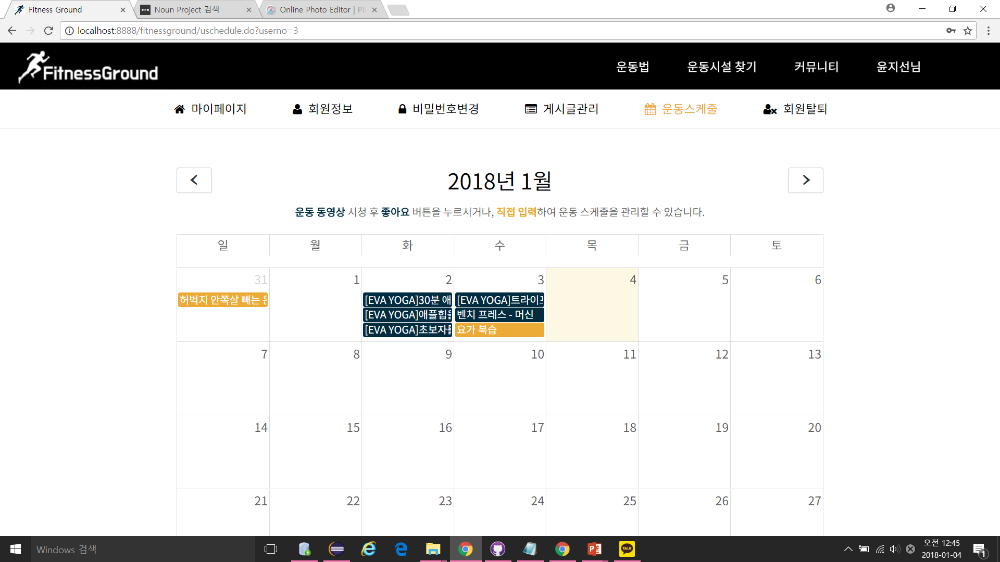 Fitness Ground
Noun Project 검색
Online Photo Editor | Pi
localhost:8888/fitnessground/uschedule.do?userno=3
FitnessGround
운동법 운동시설 찾기 커뮤니티 윤지선님
마이페이지 회원정보 비밀번호변경 게시글관리 운동스케줄 회원탈퇴
2018년 1월
운동 동영상 시청 후 좋아요 버튼을 누르시거나, 직접 입력하여 운동 스케줄을 관리할 수 있습니다.
일 월 화 수 목 금 토
31 1 2 3 4 5 6
허벅지 안쪽살 빼는 [EVA YOGA]30분 애 [EVA YOGA]트라이
[EVA YOGA]애플힙 벤치 프레스 - 머신
[EVA YOGA]초보자 요가 복습
7 8 9 10 11 12 13
14 15 16 17 18 19 20
21 22 23 24 25 26 27
Windows 검색
TALK
오전 12:45
2018-01-04
1